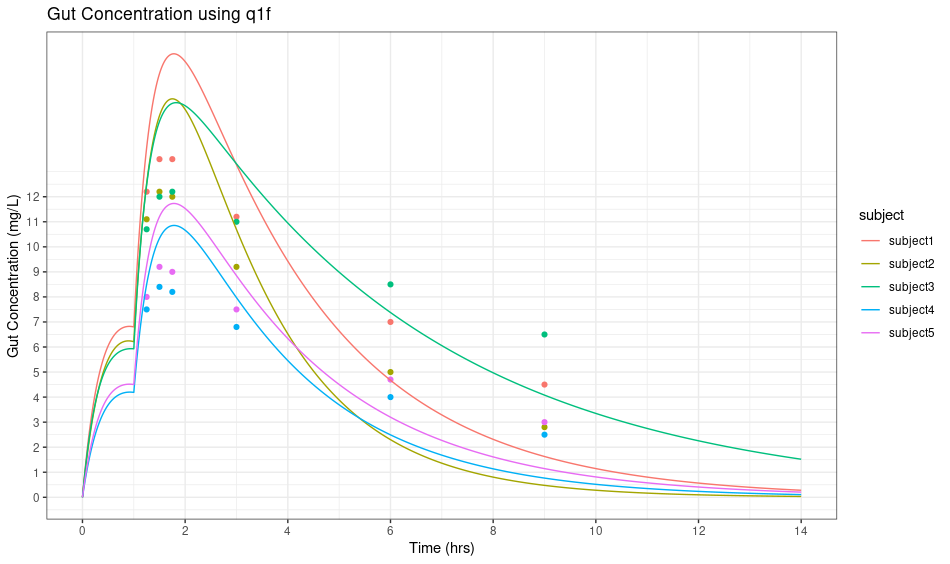 Gut Concentration using q1f
Gut Concentration (mg/L)
12
11
10
9
8
7
6
5
4
3
2
1
0
0 2 4 6 8 10 12 14
Time (hrs)
subject
subject1
subject2
subject3
subject4
subject5